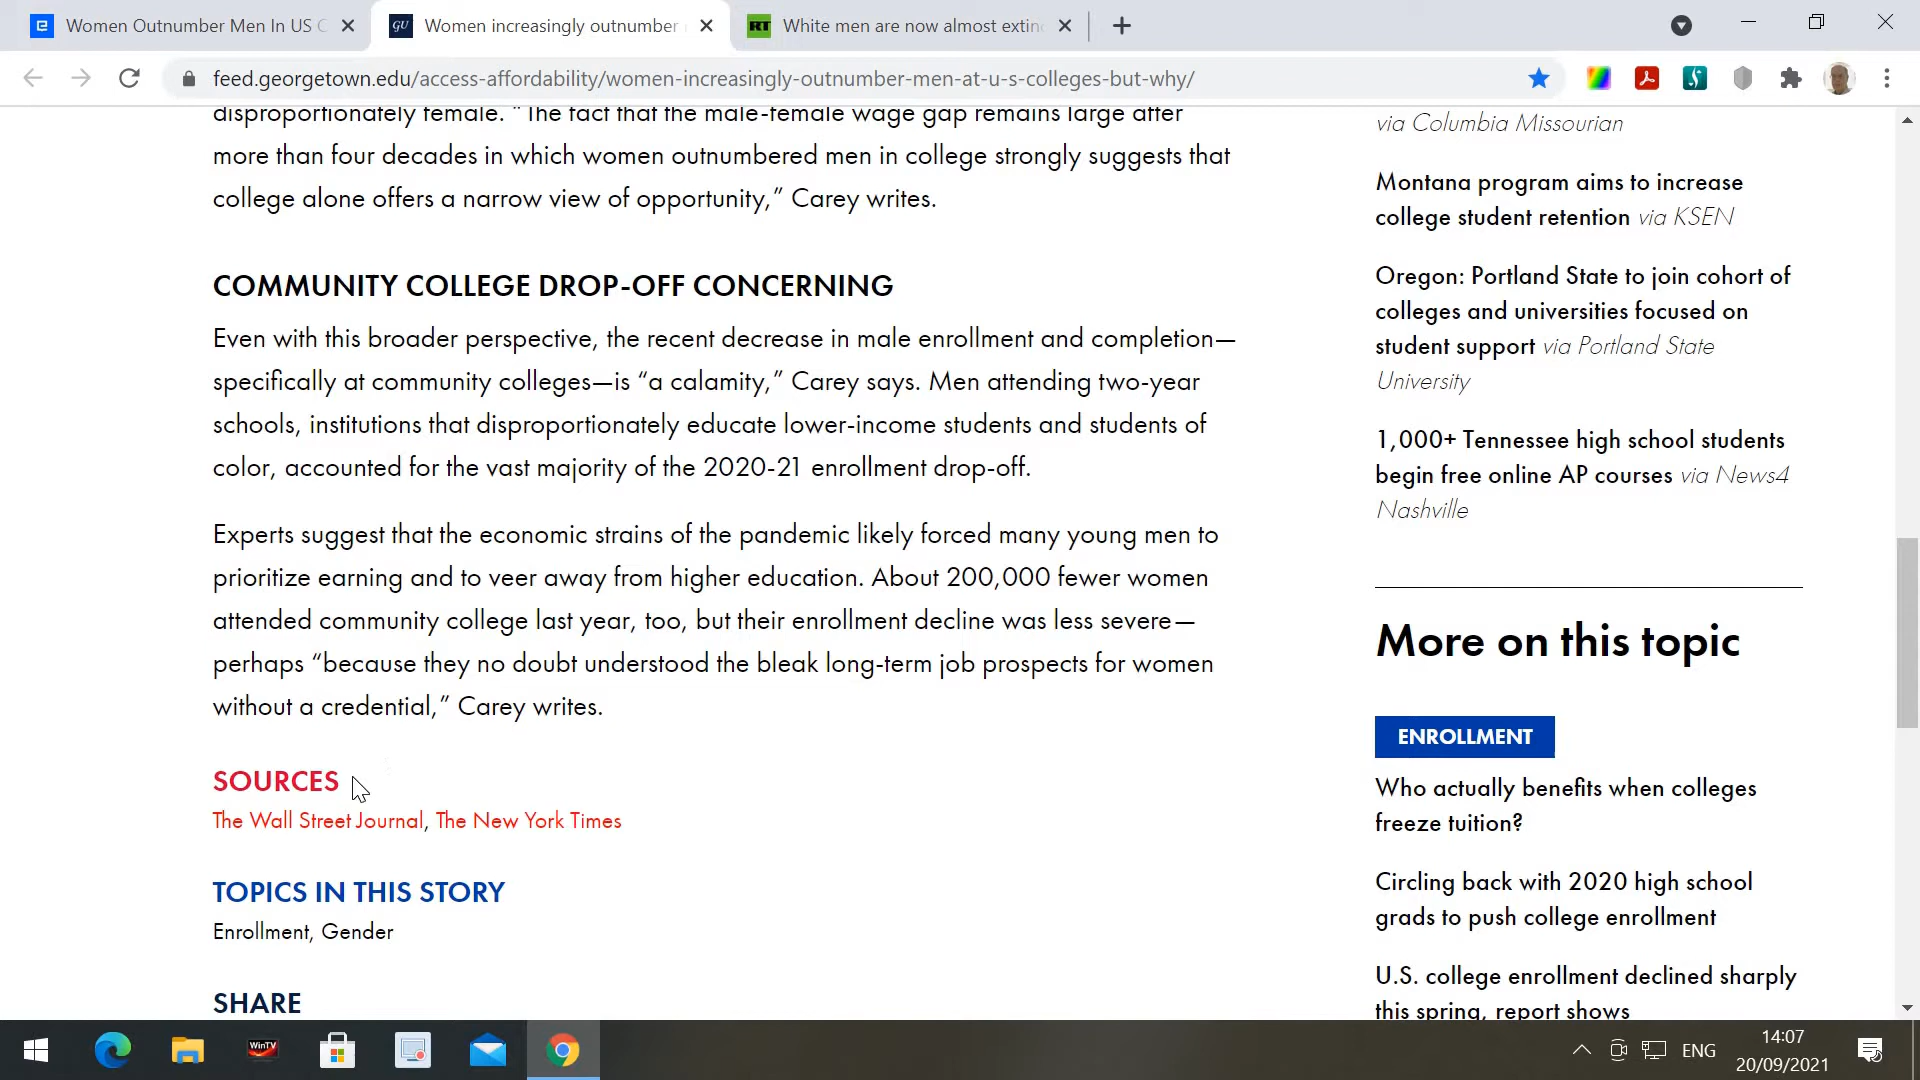 Women Outnumber Men In US C
Women increasingly outnumber
White men are now almost extinc
feed.georgetown.edu/access-affordability/women-increasingly-outnumber-men-at-u-s-colleges-but-why/
disproportionately female. “The fact that the male-female wage gap remains large after
more than four decades in which women outnumbered men in college strongly suggests that
college alone offers a narrow view of opportunity,” Carey writes.
COMMUNITY COLLEGE DROP-OFF CONCERNING
Even with this broader perspective, the recent decrease in male enrollment and completion—
specifically at community colleges—is “a calamity,” Carey says. Men attending two-year
schools, institutions that disproportionately educate lower-income students and students of
color, accounted for the vast majority of the 2020-21 enrollment drop-off.
Experts suggest that the economic strains of the pandemic likely forced many young men to
prioritize earning and to veer away from higher education. About 200,000 fewer women
attended community college last year, too, but their enrollment decline was less severe—
perhaps “because they no doubt understood the bleak long-term job prospects for women
without a credential,” Carey writes.
SOURCES
The Wall Street Journal, The New York Times
TOPICS IN THIS STORY
Enrollment, Gender
SHARE
via Columbia Missourian
Montana program aims to increase
college student retention via KSEN
Oregon: Portland State to join cohort of
colleges and universities focused on
student support via Portland State
University
1,000+ Tennessee high school students
begin free online AP courses via News4
Nashville
More on this topic
ENROLLMENT
Who actually benefits when colleges
freeze tuition?
Circling back with 2020 high school
grads to push college enrollment
U.S. college enrollment declined sharply
this spring, report shows
WinTV
ENG
14:07
20/09/2021
GU
RT